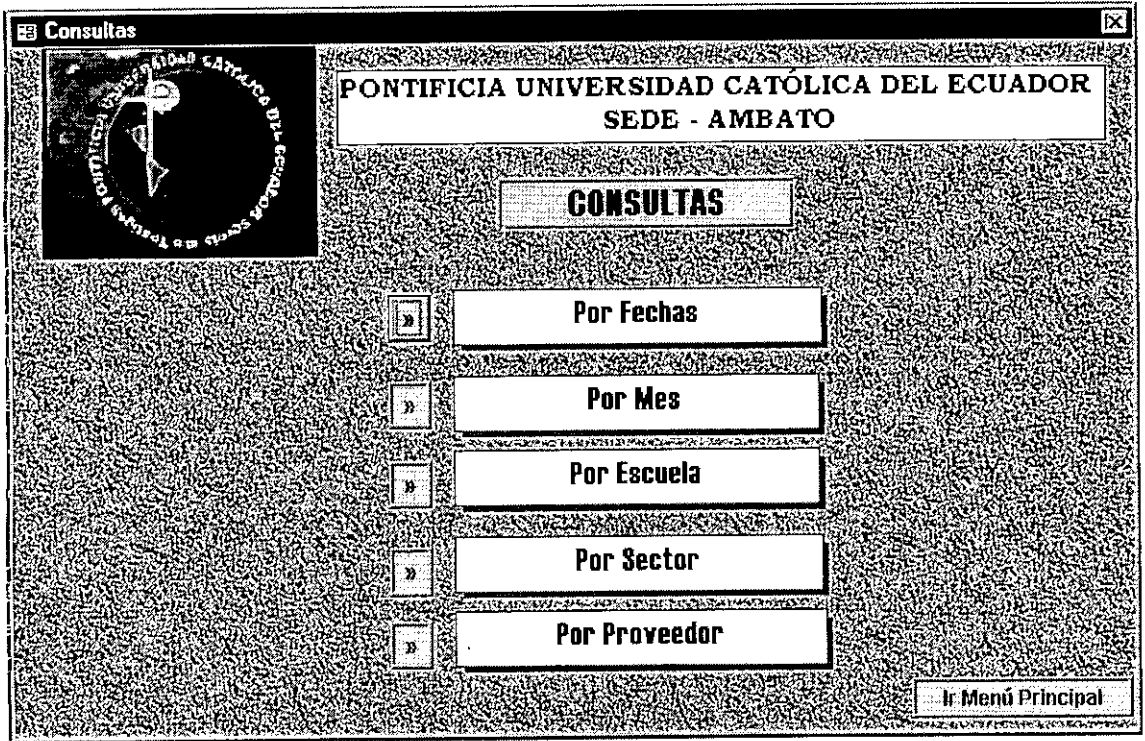 Consultas
PONTIFICIA UNIVERSIDAD CATÓLICA DEL ECUADOR
SEDE - AMBATO
CONSULTAS
» Por Fechas
» Por Mes
» Por Escuela
» Por Sector
» Por Proveedor
Ir Menú Principal